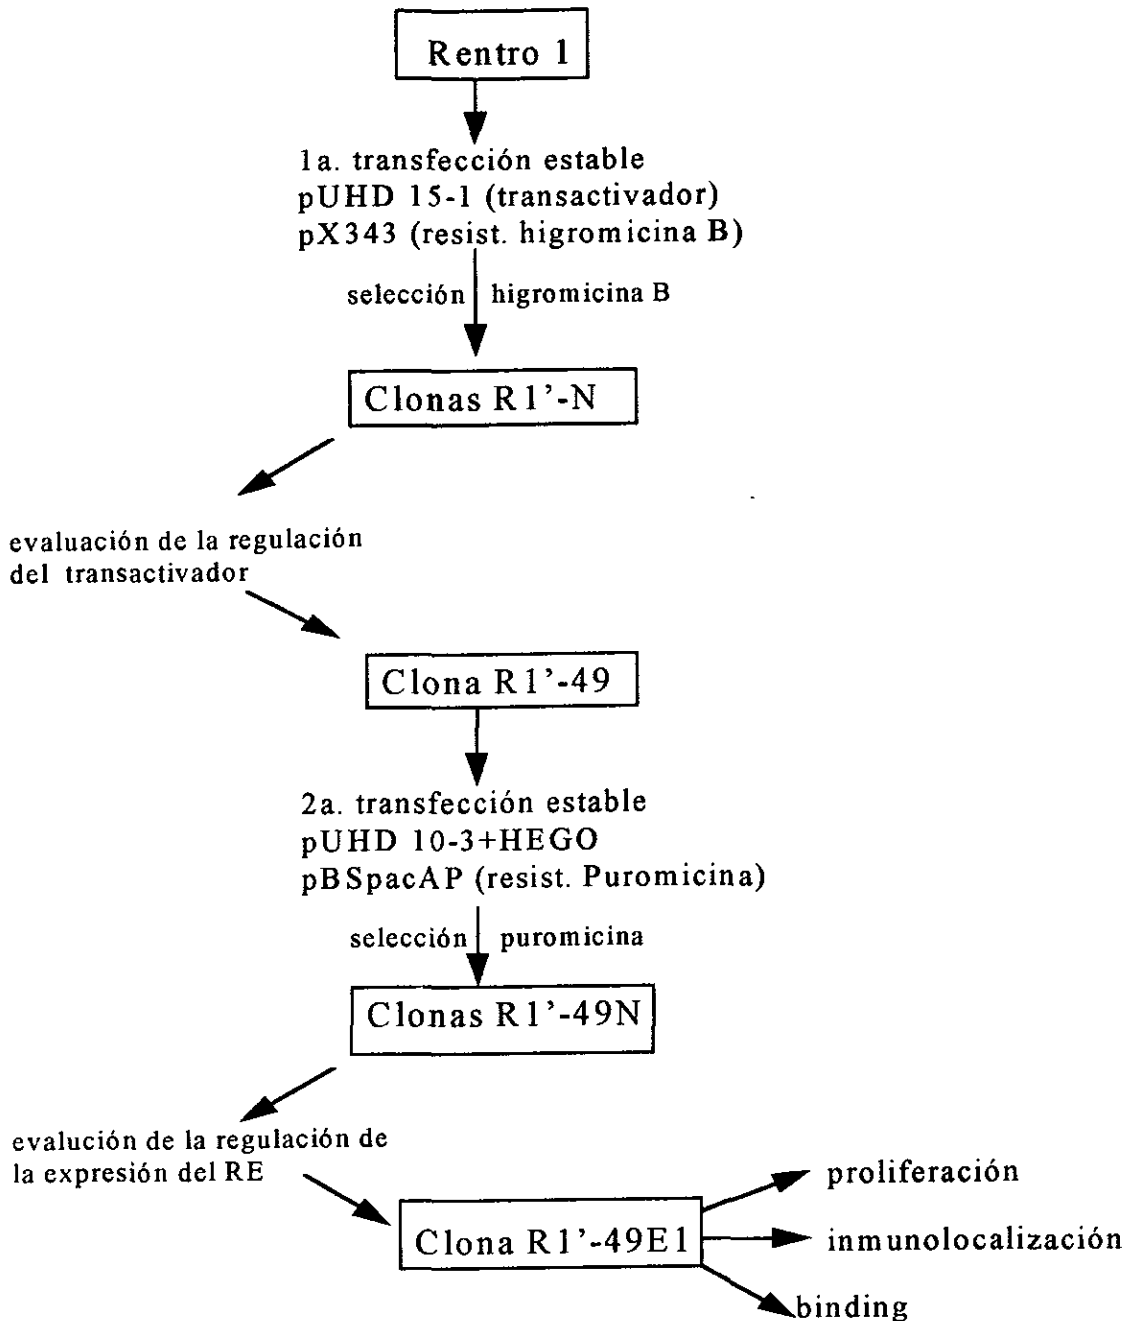 Rentro 1
1a. transfección estable
pUHD 15-1 (transactivador)
pX343 (resist. higromicina B)
selección higromicina B
Clonas R1’-N
evaluación de la regulación
del transactivador
Clona R1’-49
2a. transfección estable
pUHD 10-3+HEGO
pBSpacAP (resist. Puromicina)
selección puromicina
Clonas R1’-49N
evalución de la regulación de
la expresión del RE
Clona R1’-49E1
proliferación
inmunolocalización
binding